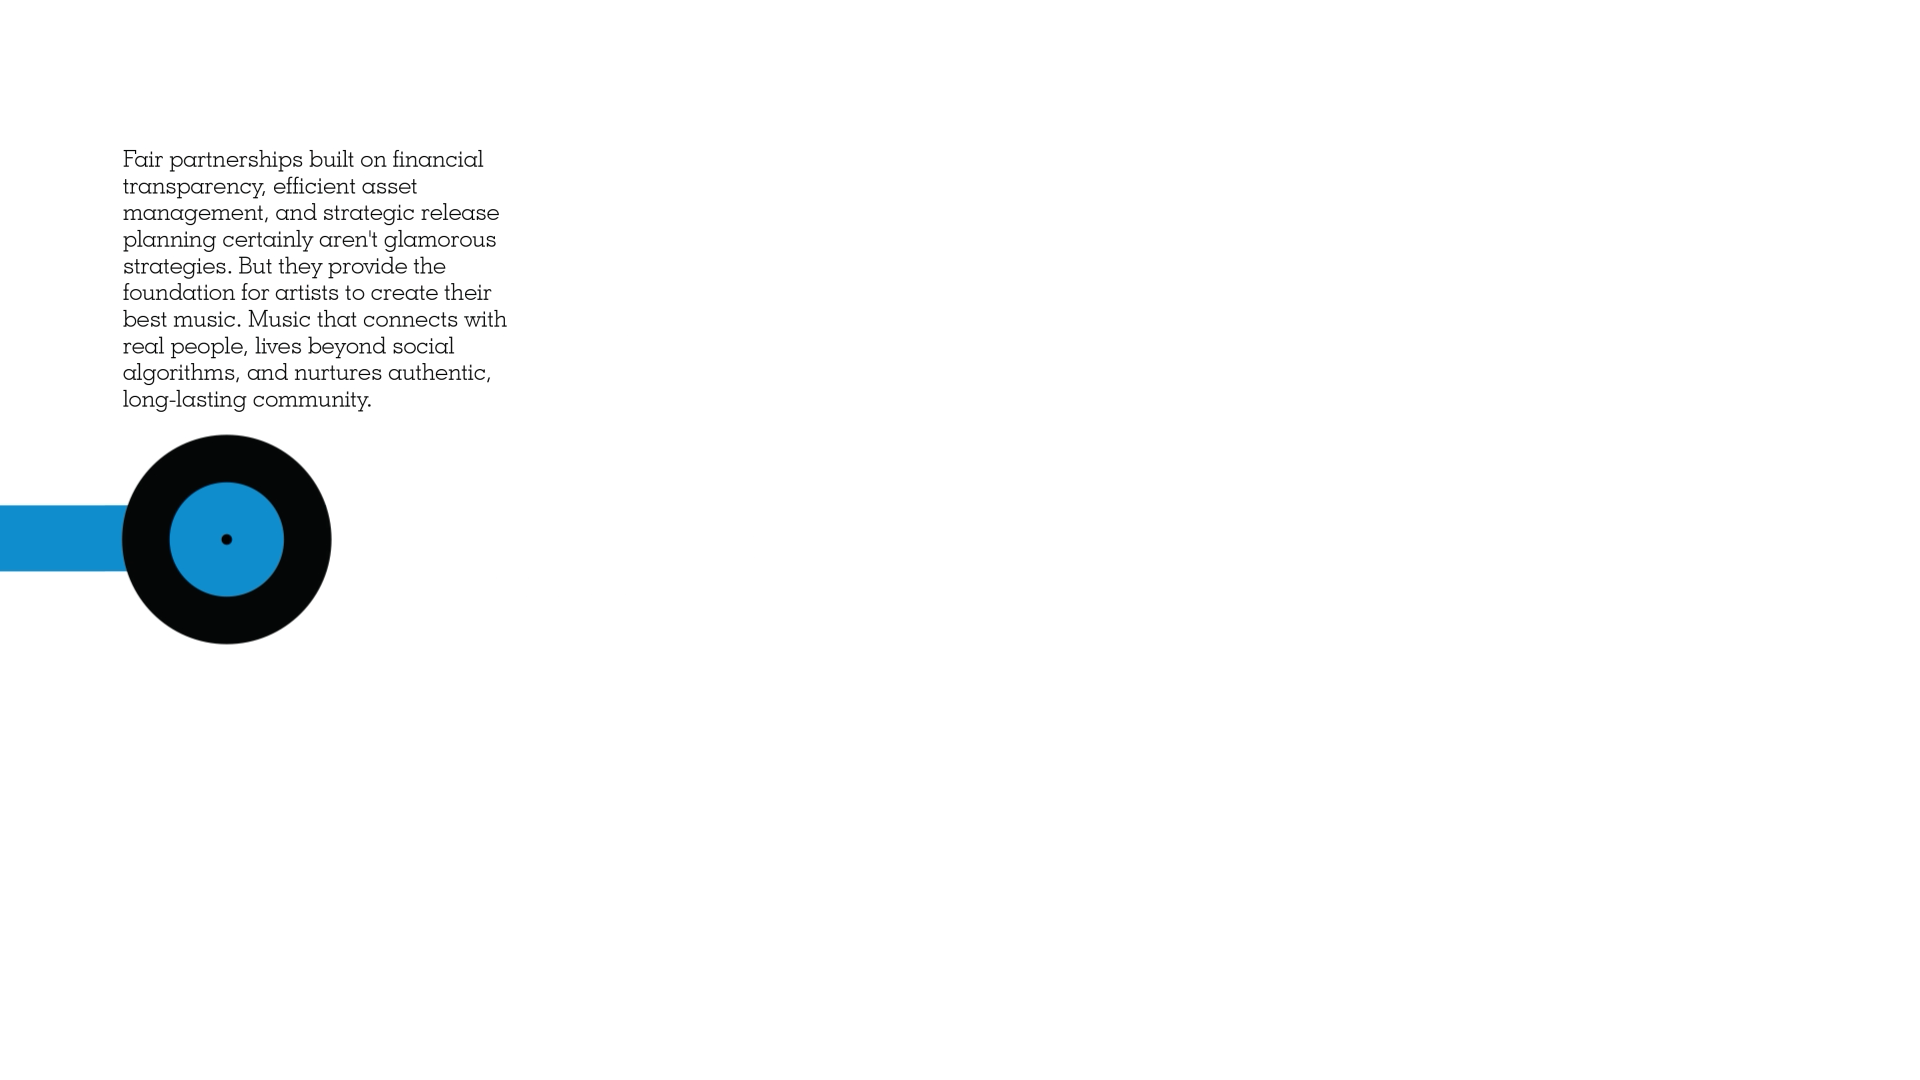 Fair partnerships built on financial
transparency, efficient asset
management, and strategic release
planning certainly aren't glamorous
strategies. But they provide the
foundation for artists to create their
best music. Music that connects with
real people, lives beyond social
algorithms, and nurtures authentic,
long-lasting community.